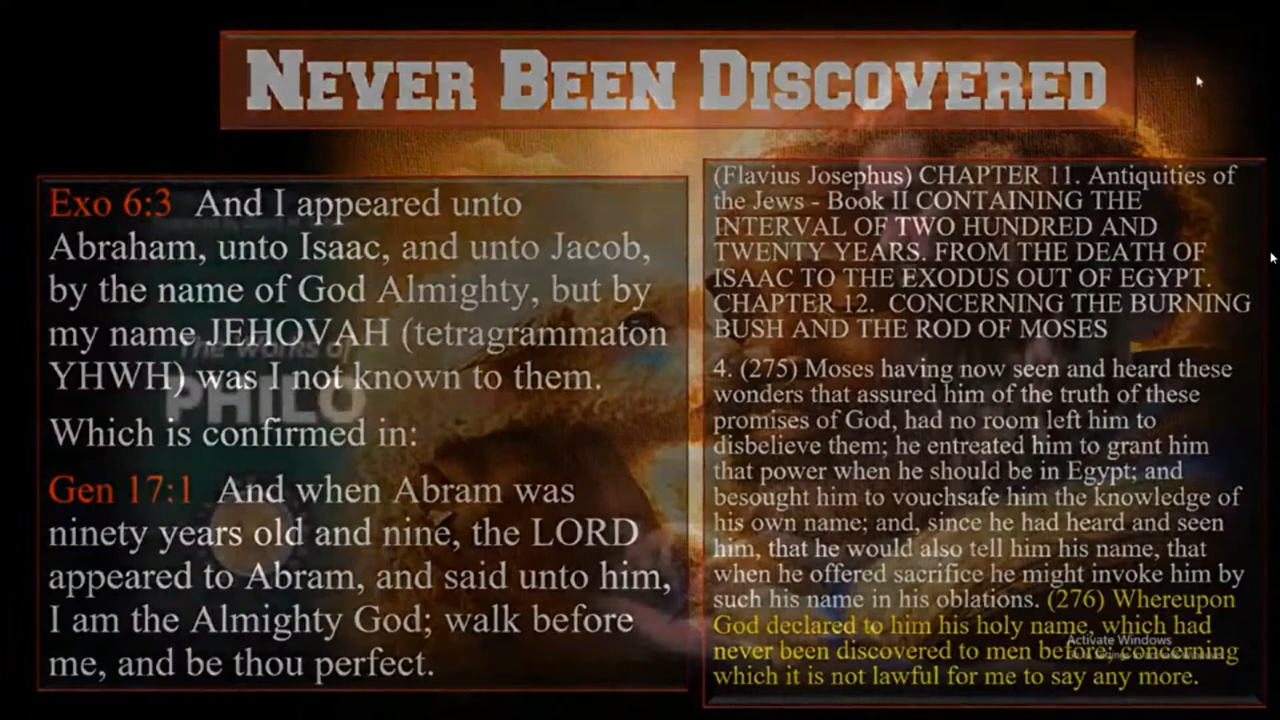 NEVER BEEN DISCOVERED
Exo 6:3 And I appeared unto
Abraham, unto Isaac, and unto Jacob,
by the name of God Almighty, but by
my name JEHOVAH (tetragrammaton
YHWH) was I not known to them.
Which is confirmed in:
Gen 17:1 And when Abram was
ninety years old and nine, the LORD
appeared to Abram, and said unto him,
I am the Almighty God; walk before
me, and be thou perfect.
The Works of
PHILO
(Flavius Josephus) CHAPTER 11. Antiquities of
the Jews - Book II CONTAINING THE
INTERVAL OF TWO HUNDRED AND
TWENTY YEARS. FROM THE DEATH OF
ISAAC TO THE EXODUS OUT OF EGYPT.
CHAPTER 12. CONCERNING THE BURNING
BUSH AND THE ROD OF MOSES
4. (275) Moses having now seen and heard these
wonders that assured him of the truth of these
promises of God, had no room left him to
disbelieve them; he entreated him to grant him
that power when he should be in Egypt; and
besought him to vouchsafe him the knowledge of
his own name; and, since he had heard and seen
him, that he would also tell him his name, that
when he offered sacrifice he might invoke him by
such his name in his oblations. (276) Whereupon
God declared to him his holy name, which had
never been discovered to men before; concerning
which it is not lawful for me to say any more.
Activate Windows